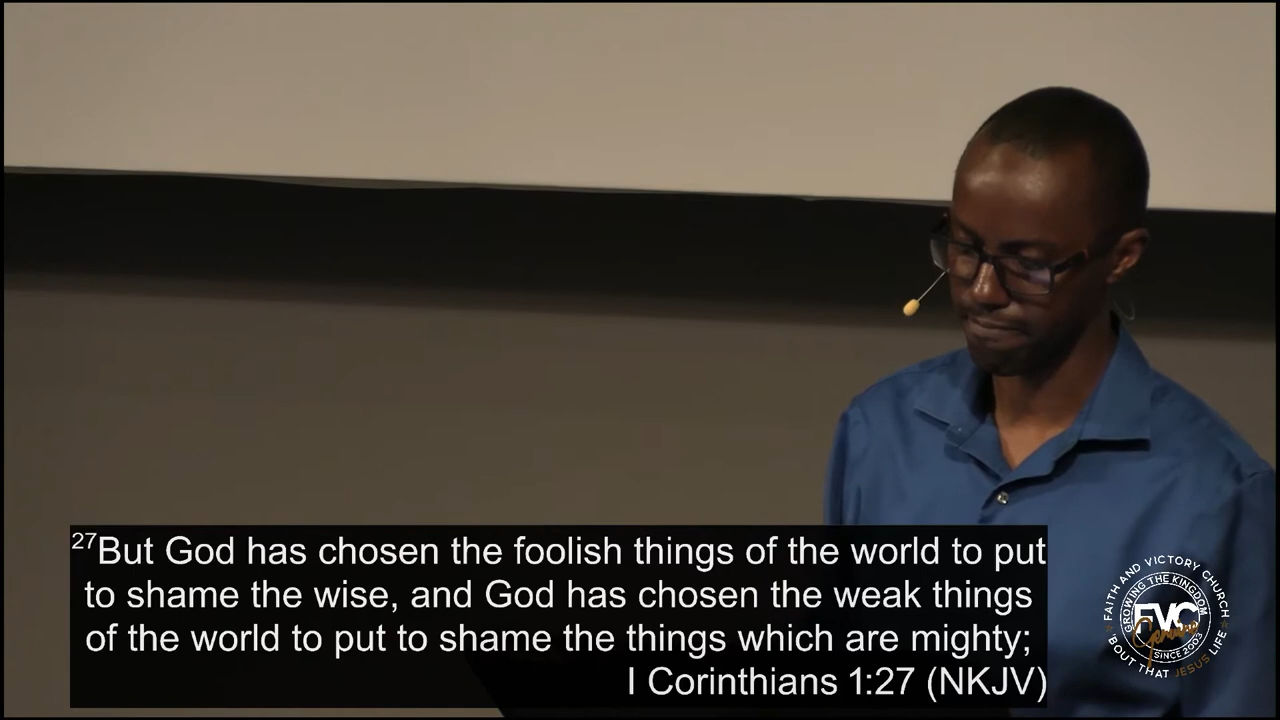 ²⁷But God has chosen the foolish things of the world to put
to shame the wise, and God has chosen the weak things
of the world to put to shame the things which are mighty;
I Corinthians 1:27 (NKJV)
FAITH AND VICTORY CHURCH
GROWING THE KINGDOM
FVC
Genuine
SINCE 2003
'BOUT THAT JESUS LIFE